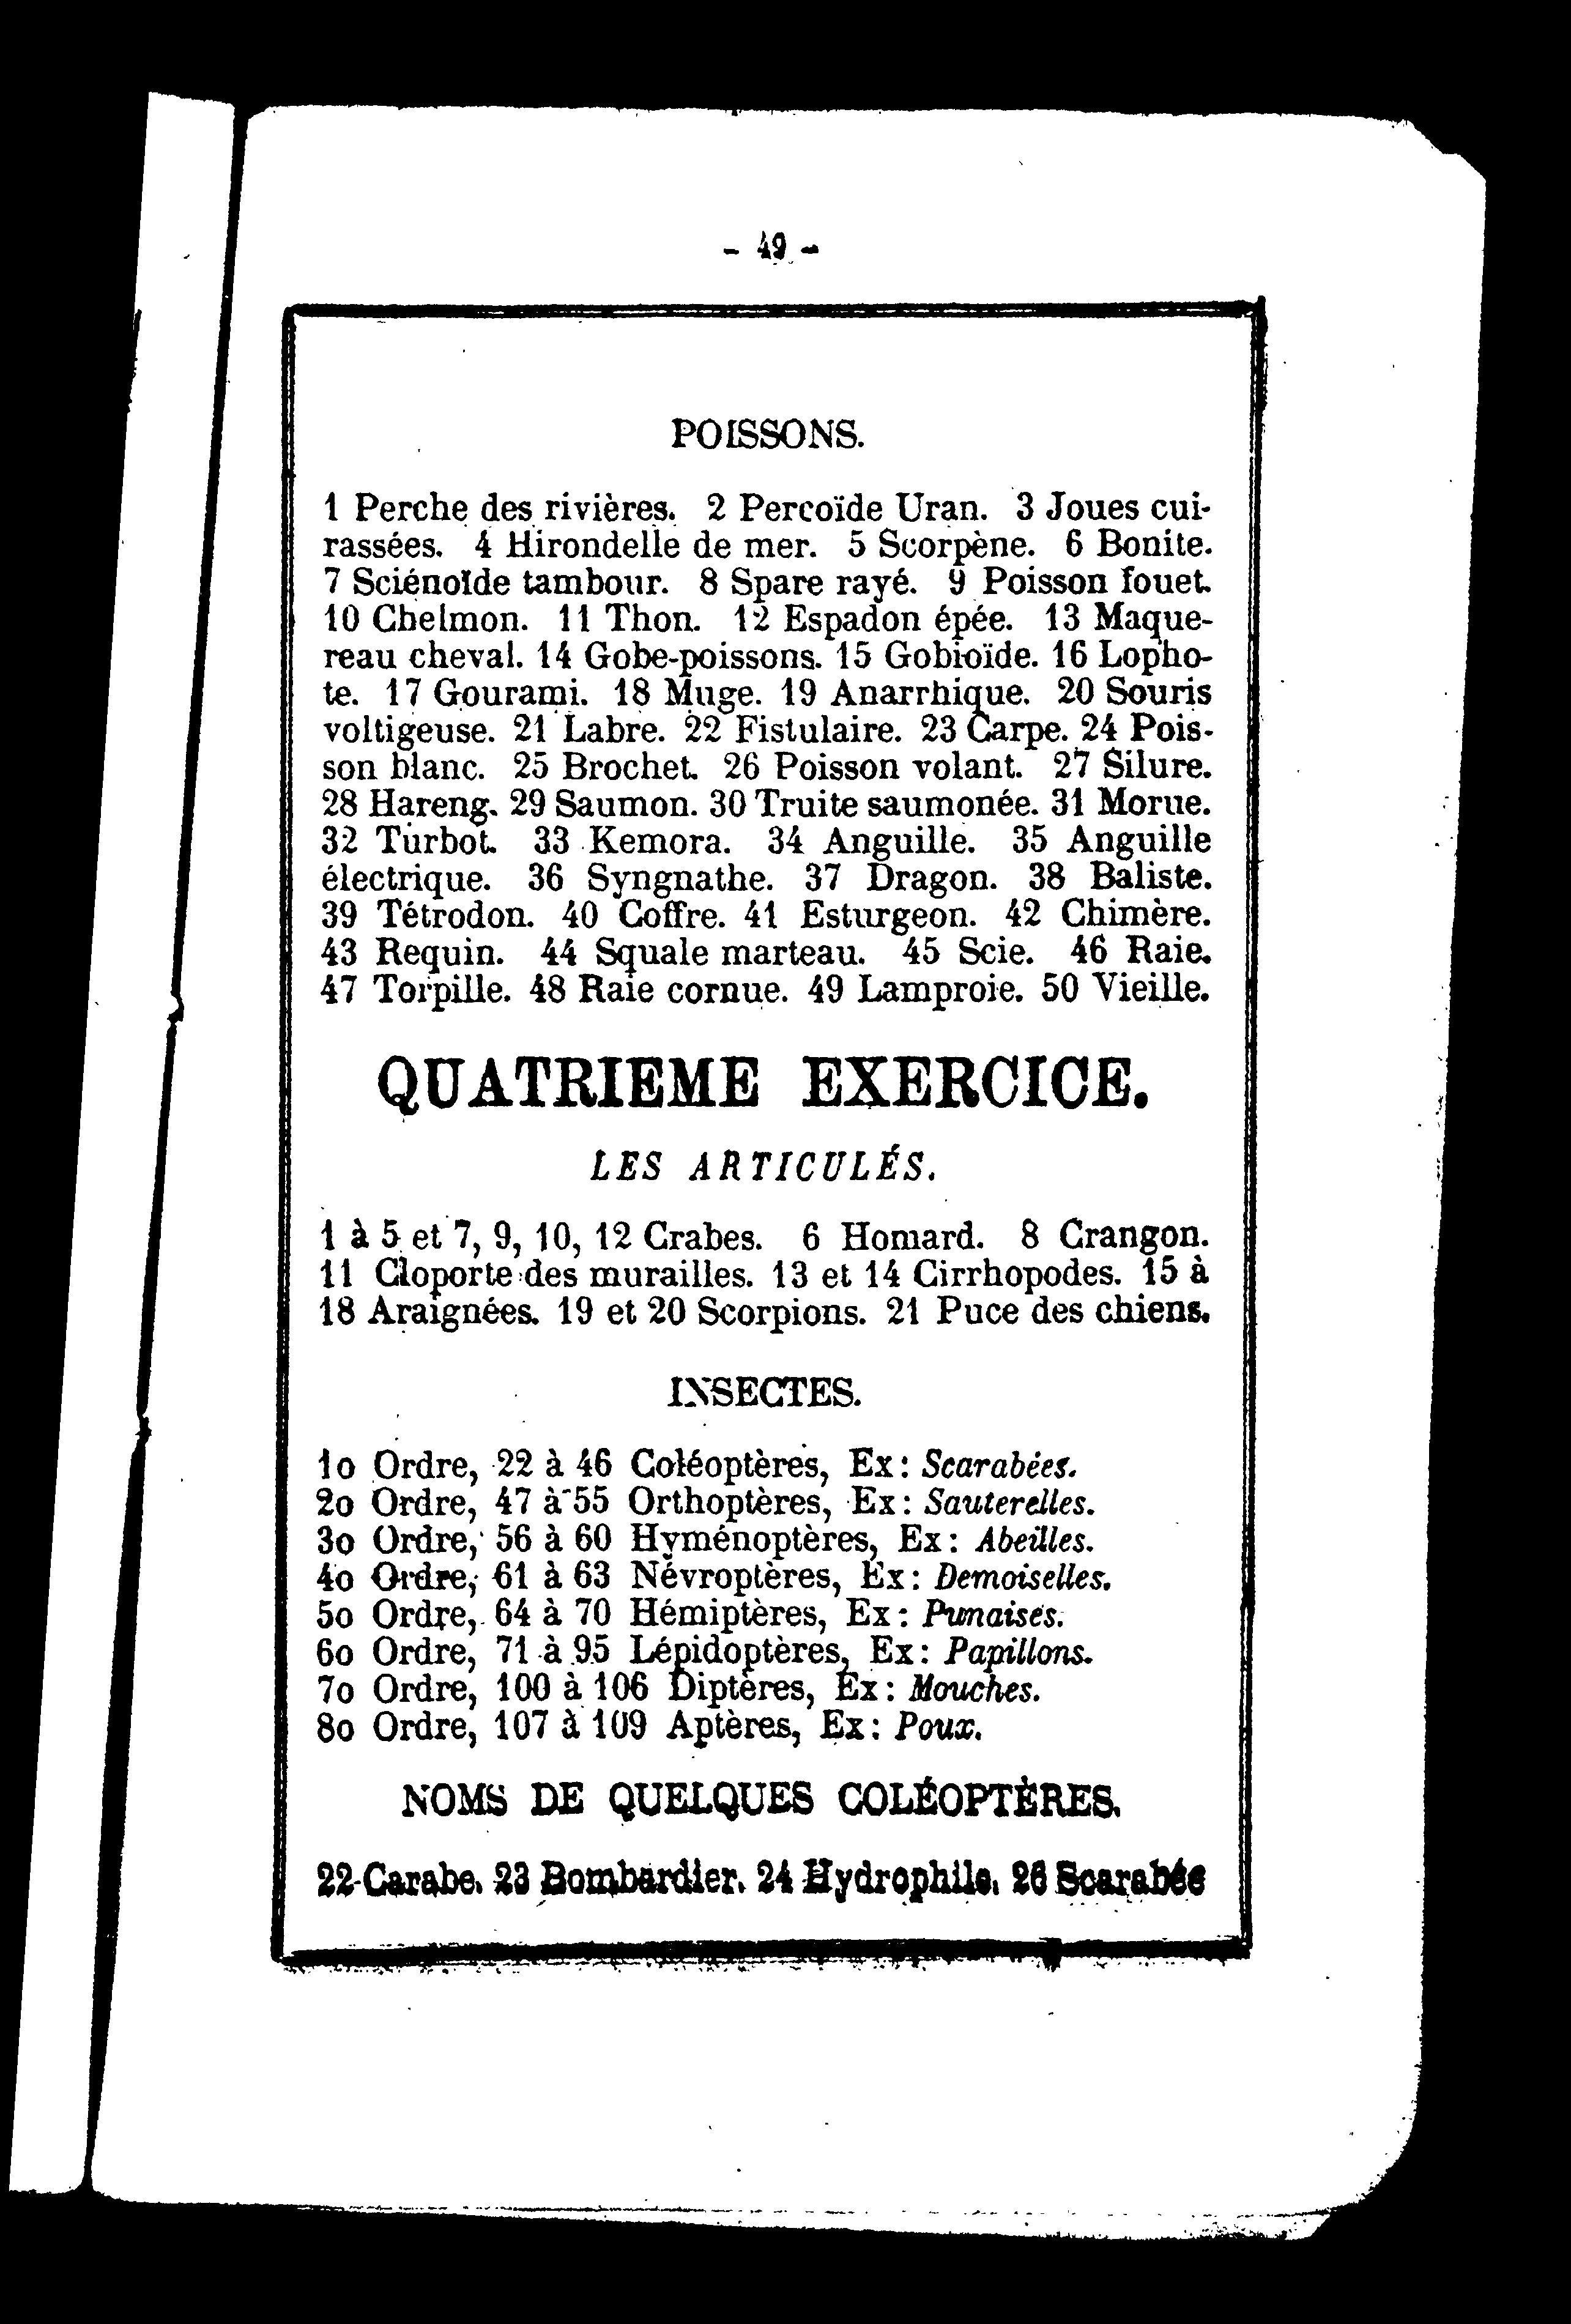 - 49 -
POISSONS.
1 Perche des rivières. 2 Percoïde Uran. 3 Joues cui-
rassées. 4 Hirondelle de mer. 5 Scorpène. 6 Bonite.
7 Sciénoïde tambour. 8 Spare rayé. 9 Poisson fouet.
10 Chelmon. 11 Thon. 12 Espadon épée. 13 Maque-
reau cheval. 14 Gobe-poissons. 15 Gobioïde. 16 Lopho-
te. 17 Gourami. 18 Muge. 19 Anarrhique. 20 Souris
voltigeuse. 21 Labre. 22 Fistulaire. 23 Carpe. 24 Pois-
son blanc. 25 Brochet. 26 Poisson volant. 27 Silure.
28 Hareng. 29 Saumon. 30 Truite saumonée. 31 Morue.
32 Turbot. 33 Kemora. 34 Anguille. 35 Anguille
électrique. 36 Syngnathe. 37 Dragon. 38 Baliste.
39 Tétrodon. 40 Coffre. 41 Esturgeon. 42 Chimère.
43 Requin. 44 Squale marteau. 45 Scie. 46 Raie.
47 Torpille. 48 Raie cornue. 49 Lamproie. 50 Vieille.
QUATRIEME EXERCICE.
LES ARTICULÉS.
1 à 5 et 7, 9, 10, 12 Crabes. 6 Homard. 8 Crangon.
11 Cloporte des murailles. 13 et 14 Cirrhopodes. 15 à
18 Araignées. 19 et 20 Scorpions. 21 Puce des chiens.
INSECTES.
1o Ordre, 22 à 46 Coléoptères, Ex: Scarabées.
2o Ordre, 47 à 55 Orthoptères, Ex: Sauterelles.
3o Ordre, 56 à 60 Hyménoptères, Ex: Abeilles.
4o Ordre, 61 à 63 Névroptères, Ex: Demoiselles.
5o Ordre, 64 à 70 Hémiptères, Ex: Punaises.
6o Ordre, 71 à 95 Lépidoptères, Ex: Papillons.
7o Ordre, 100 à 106 Diptères, Ex: Mouches.
8o Ordre, 107 à 109 Aptères, Ex: Poux.
NOMS DE QUELQUES COLÉOPTÈRES.
22 Carabe. 23 Bombardier. 24 Hydrophile. 26 Scarabée